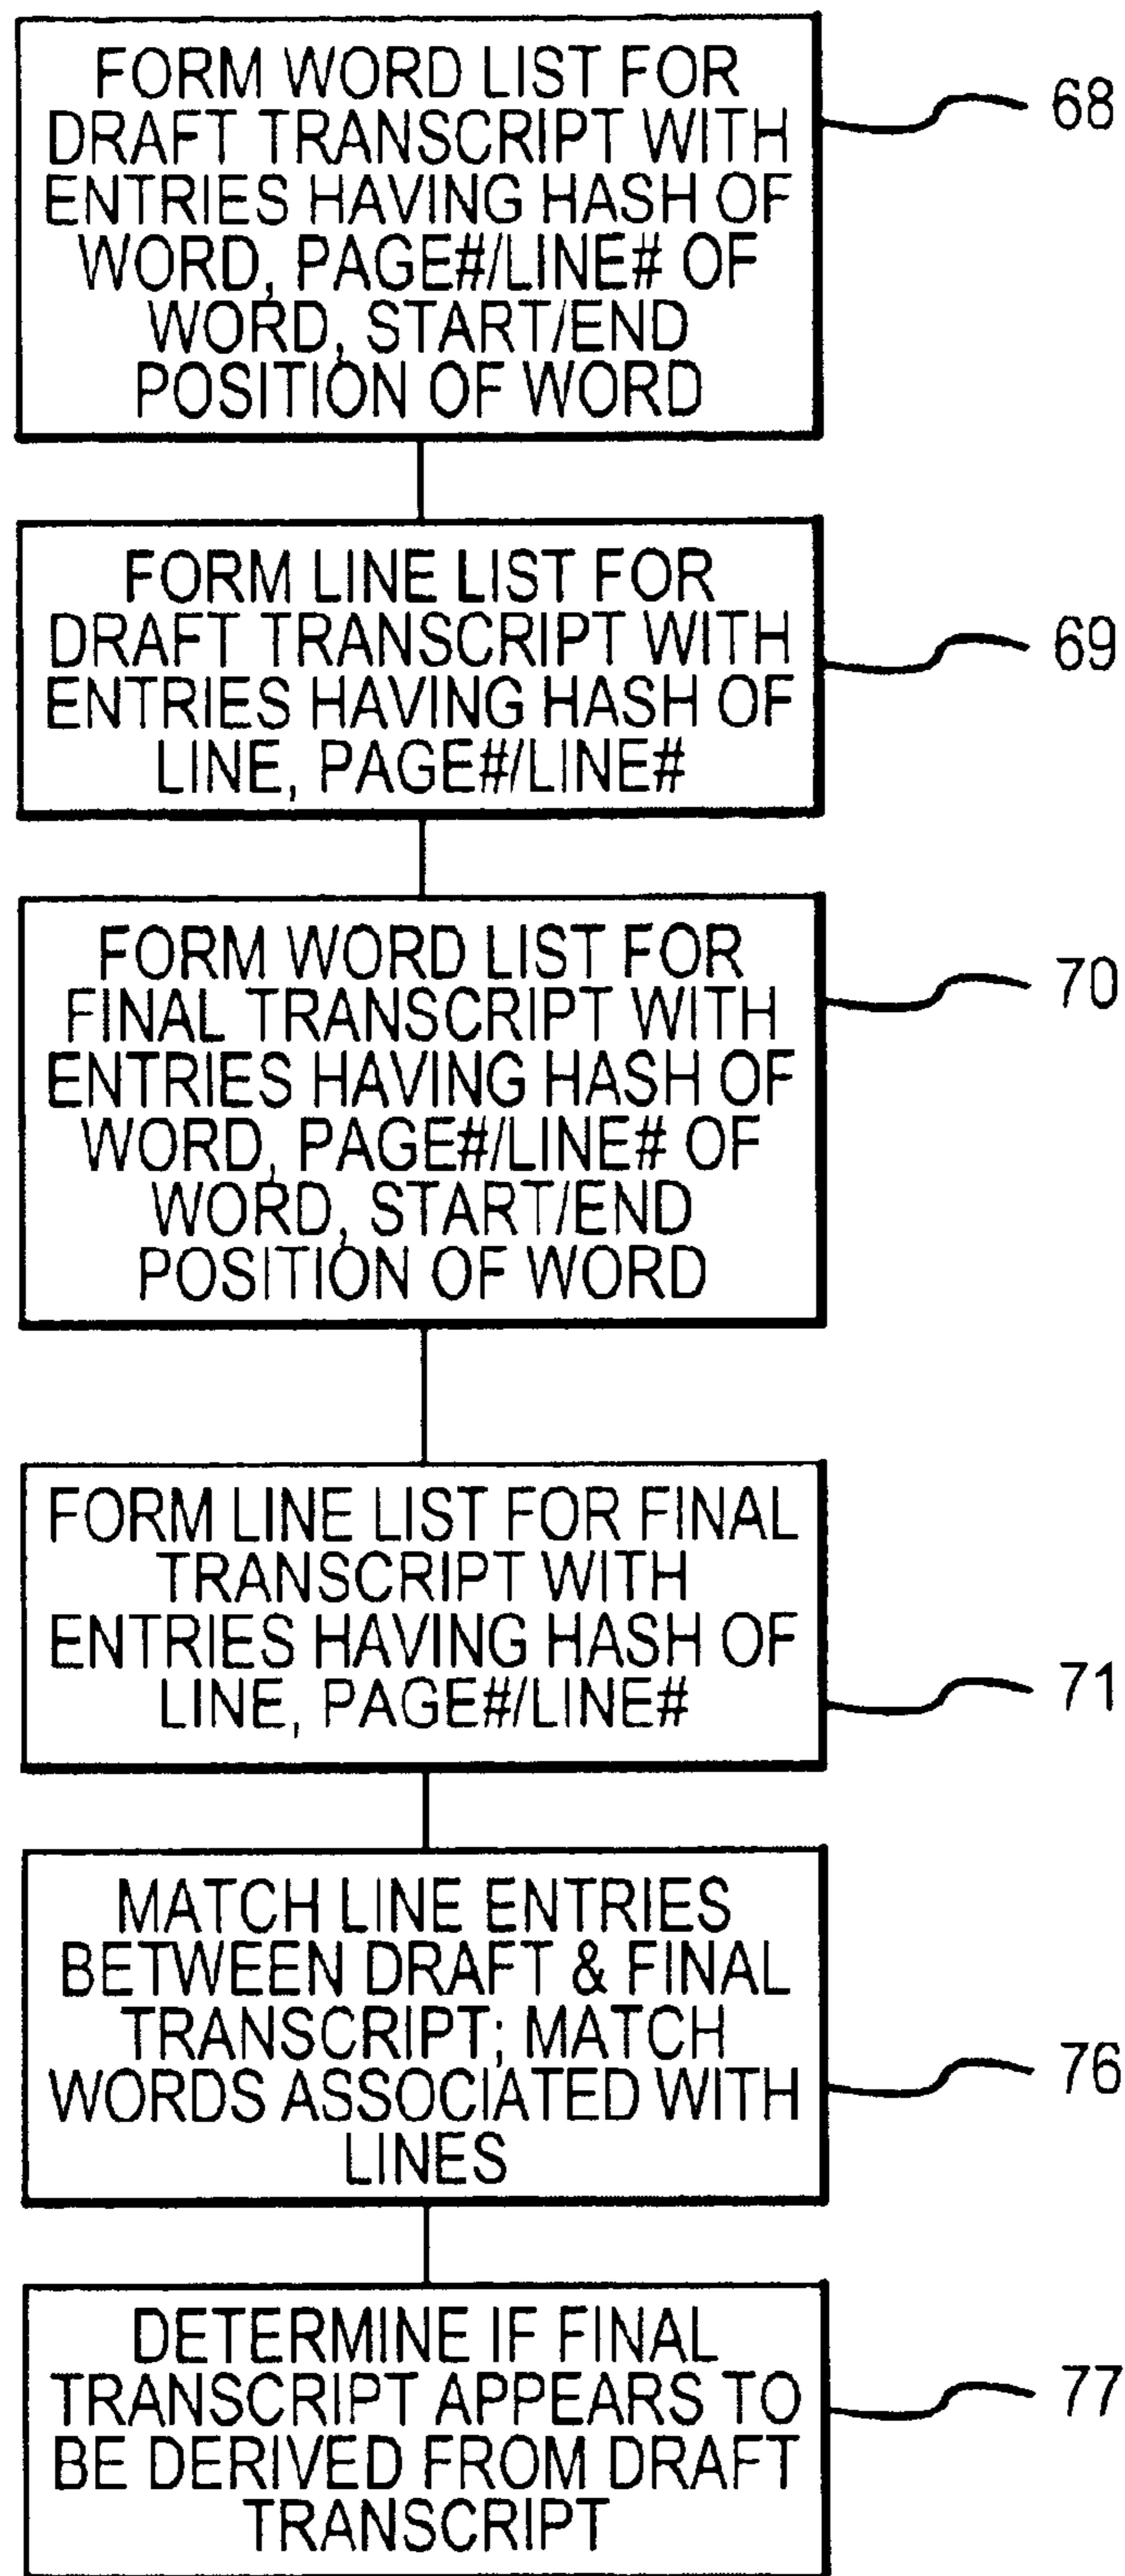 FORM WORD LIST FOR
DRAFT TRANSCRIPT WITH
ENTRIES HAVING HASH OF
WORD, PAGE#/LINE# OF
WORD, START/END
POSITION OF WORD
68
FORM LINE LIST FOR
DRAFT TRANSCRIPT WITH
ENTRIES HAVING HASH OF
LINE, PAGE#/LINE#
69
FORM WORD LIST FOR
FINAL TRANSCRIPT WITH
ENTRIES HAVING HASH OF
WORD, PAGE#/LINE# OF
WORD, START/END
POSITION OF WORD
70
FORM LINE LIST FOR FINAL
TRANSCRIPT WITH
ENTRIES HAVING HASH OF
LINE, PAGE#/LINE#
71
MATCH LINE ENTRIES
BETWEEN DRAFT & FINAL
TRANSCRIPT; MATCH
WORDS ASSOCIATED WITH
LINES
76
DETERMINE IF FINAL
TRANSCRIPT APPEARS TO
BE DERIVED FROM DRAFT
TRANSCRIPT
77